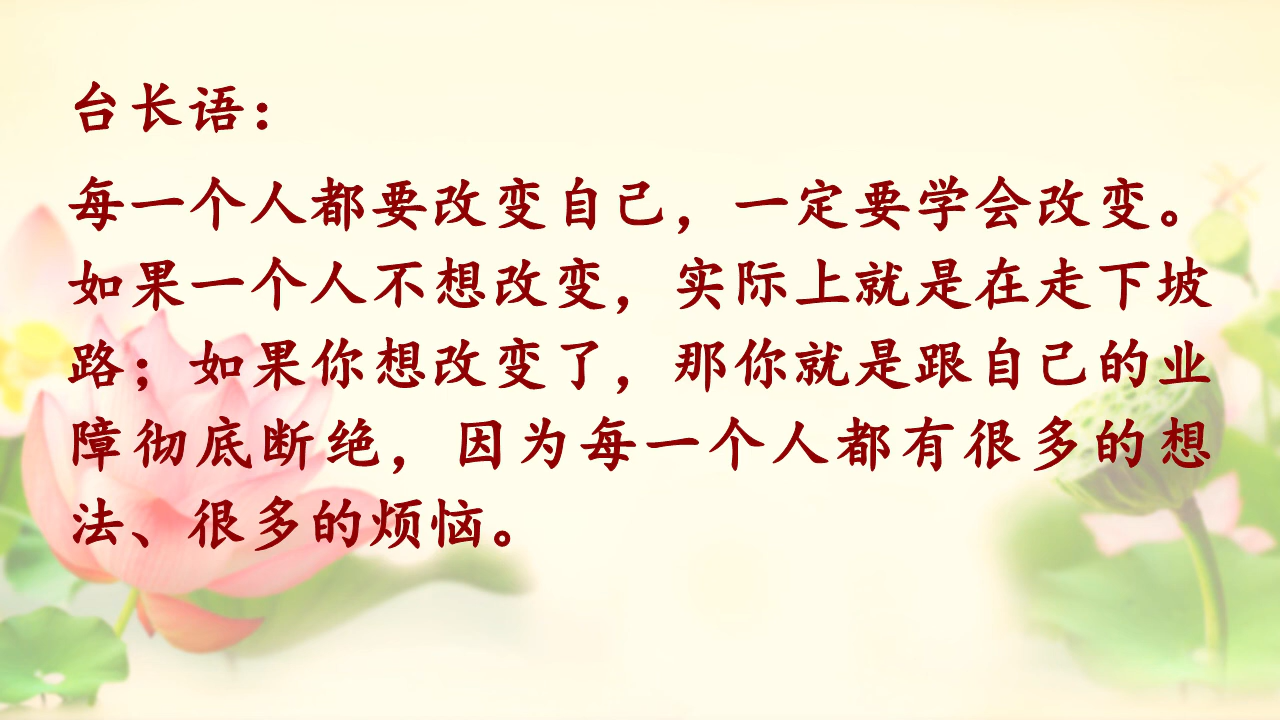 台长语：
每一个人都要改变自己，一定要学会改变。
如果一个人不想改变，实际上就是在走下坡
路；如果你想改变了，那你就是跟自己的业
障彻底断绝，因为每一个人都有很多的想
法、很多的烦恼。